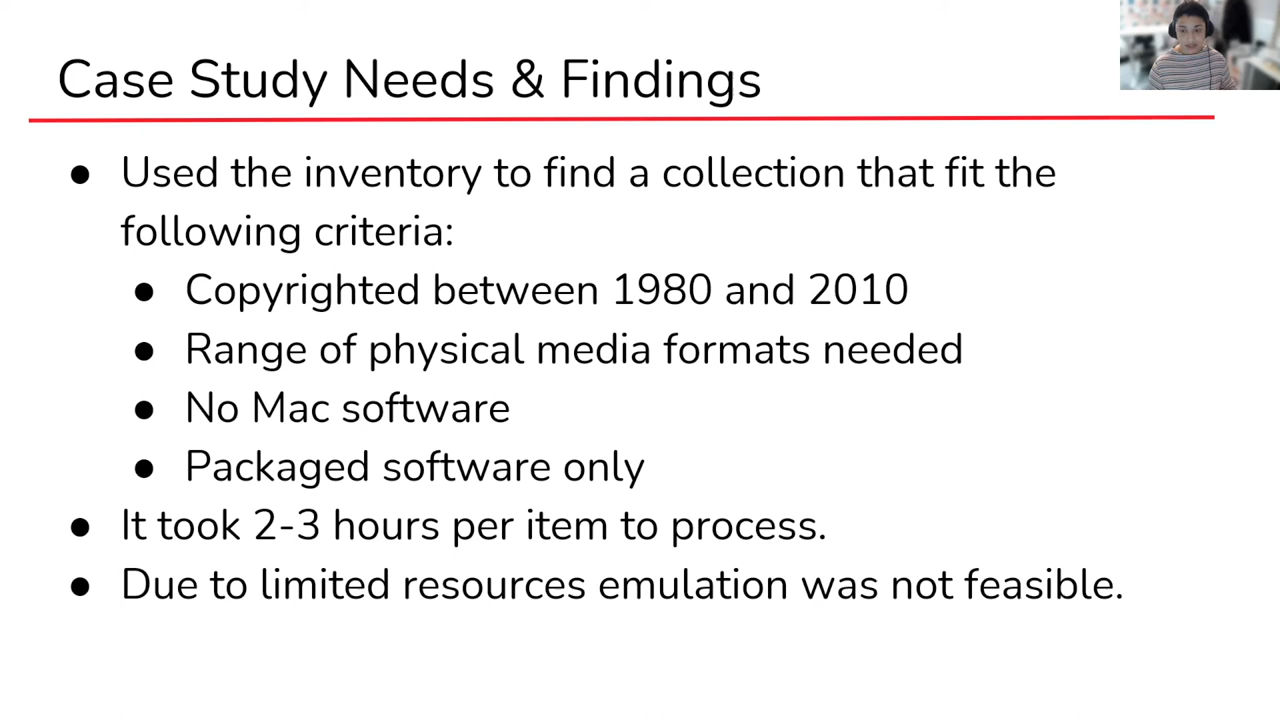 Case Study Needs & Findings
● Used the inventory to find a collection that fit the
following criteria:
● Copyrighted between 1980 and 2010
● Range of physical media formats needed
● No Mac software
● Packaged software only
● It took 2-3 hours per item to process.
● Due to limited resources emulation was not feasible.